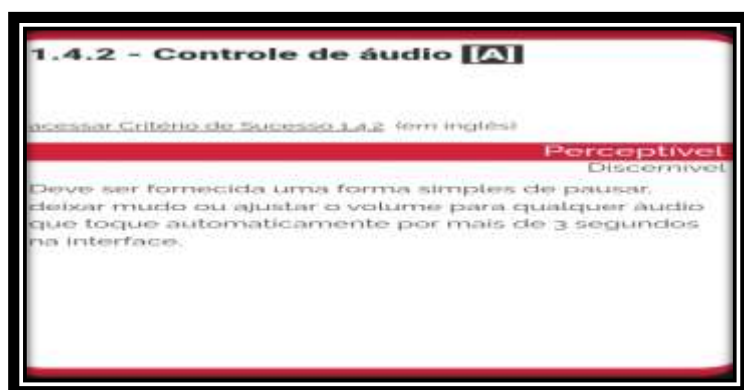 1.4.2 - Controle de áudio [A]
acessar Critério de Sucesso 1.4.2 (em inglês)
Perceptível
Discernível
Deve ser fornecida uma forma simples de pausar,
deixar mudo ou ajustar o volume para qualquer áudio
que toque automaticamente por mais de 3 segundos
na interface.